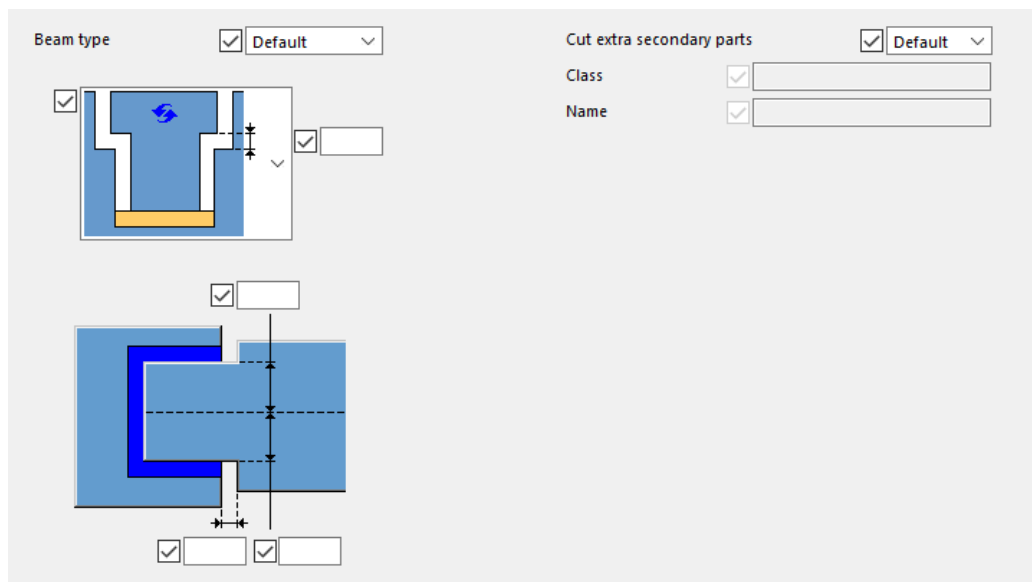 Beam type
Default
Cut extra secondary parts
Default
Class
Name